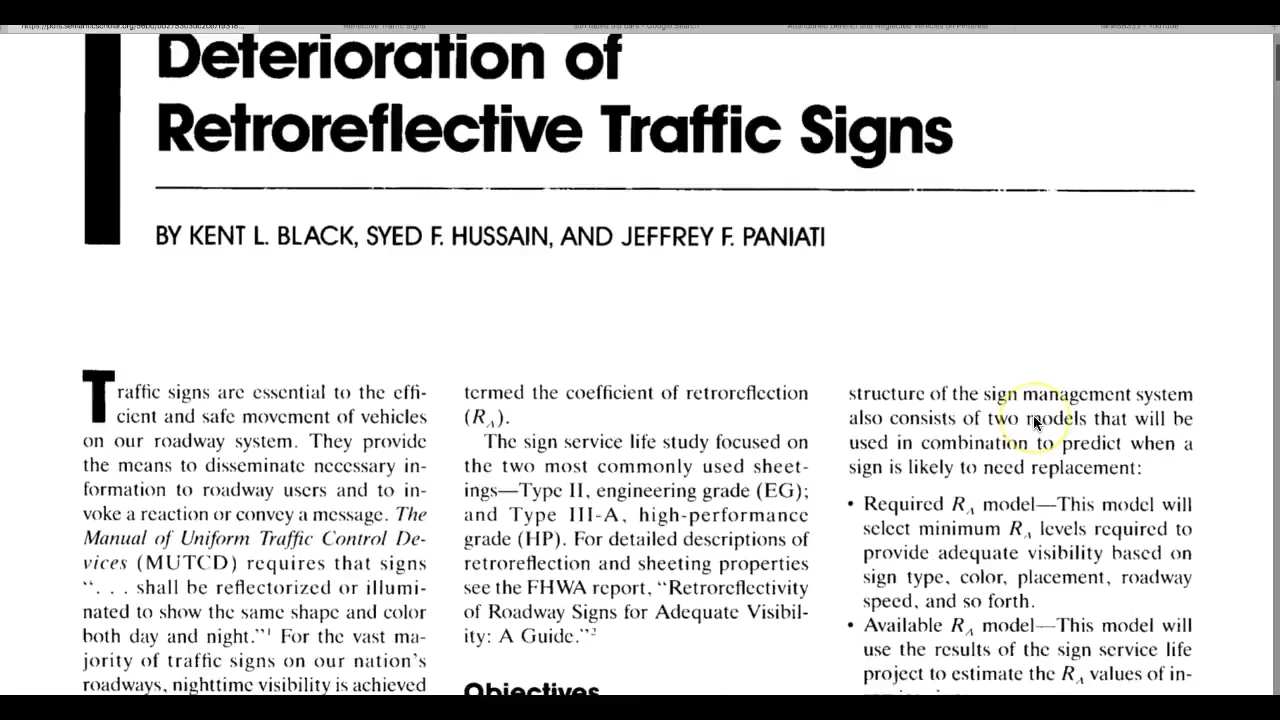 Deterioration of
Retroreflective Traffic Signs
BY KENT L. BLACK, SYED F. HUSSAIN, AND JEFFREY F. PANIATI
Traffic signs are essential to the effi-
cient and safe movement of vehicles
on our roadway system. They provide
the means to disseminate necessary in-
formation to roadway users and to in-
voke a reaction or convey a message. The
Manual of Uniform Traffic Control De-
vices (MUTCD) requires that signs
“. . . shall be reflectorized or illumi-
nated to show the same shape and color
both day and night.”¹ For the vast ma-
jority of traffic signs on our nation’s
roadways, nighttime visibility is achieved
termed the coefficient of retroreflection
(R_A).
The sign service life study focused on
the two most commonly used sheet-
ings—Type II, engineering grade (EG);
and Type III-A, high-performance
grade (HP). For detailed descriptions of
retroreflection and sheeting properties
see the FHWA report, “Retroreflectivity
of Roadway Signs for Adequate Visibil-
ity: A Guide.”²
Objectives
structure of the sign management system
also consists of two models that will be
used in combination to predict when a
sign is likely to need replacement:
• Required R_A model—This model will
select minimum R_A levels required to
provide adequate visibility based on
sign type, color, placement, roadway
speed, and so forth.
• Available R_A model—This model will
use the results of the sign service life
project to estimate the R_A values of in-